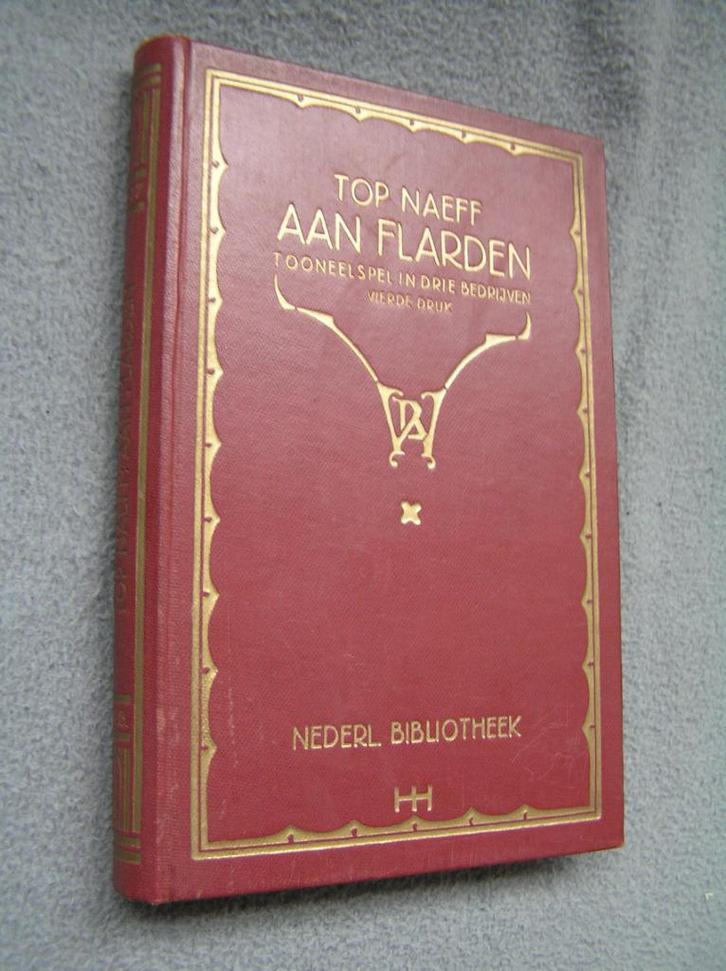 TOP NAEFF
AAN FLARDEN
TOONEELSPEL IN DRIE BEDRIJVEN
VIERDE DRUK
NEDERL. BIBLIOTHEEK